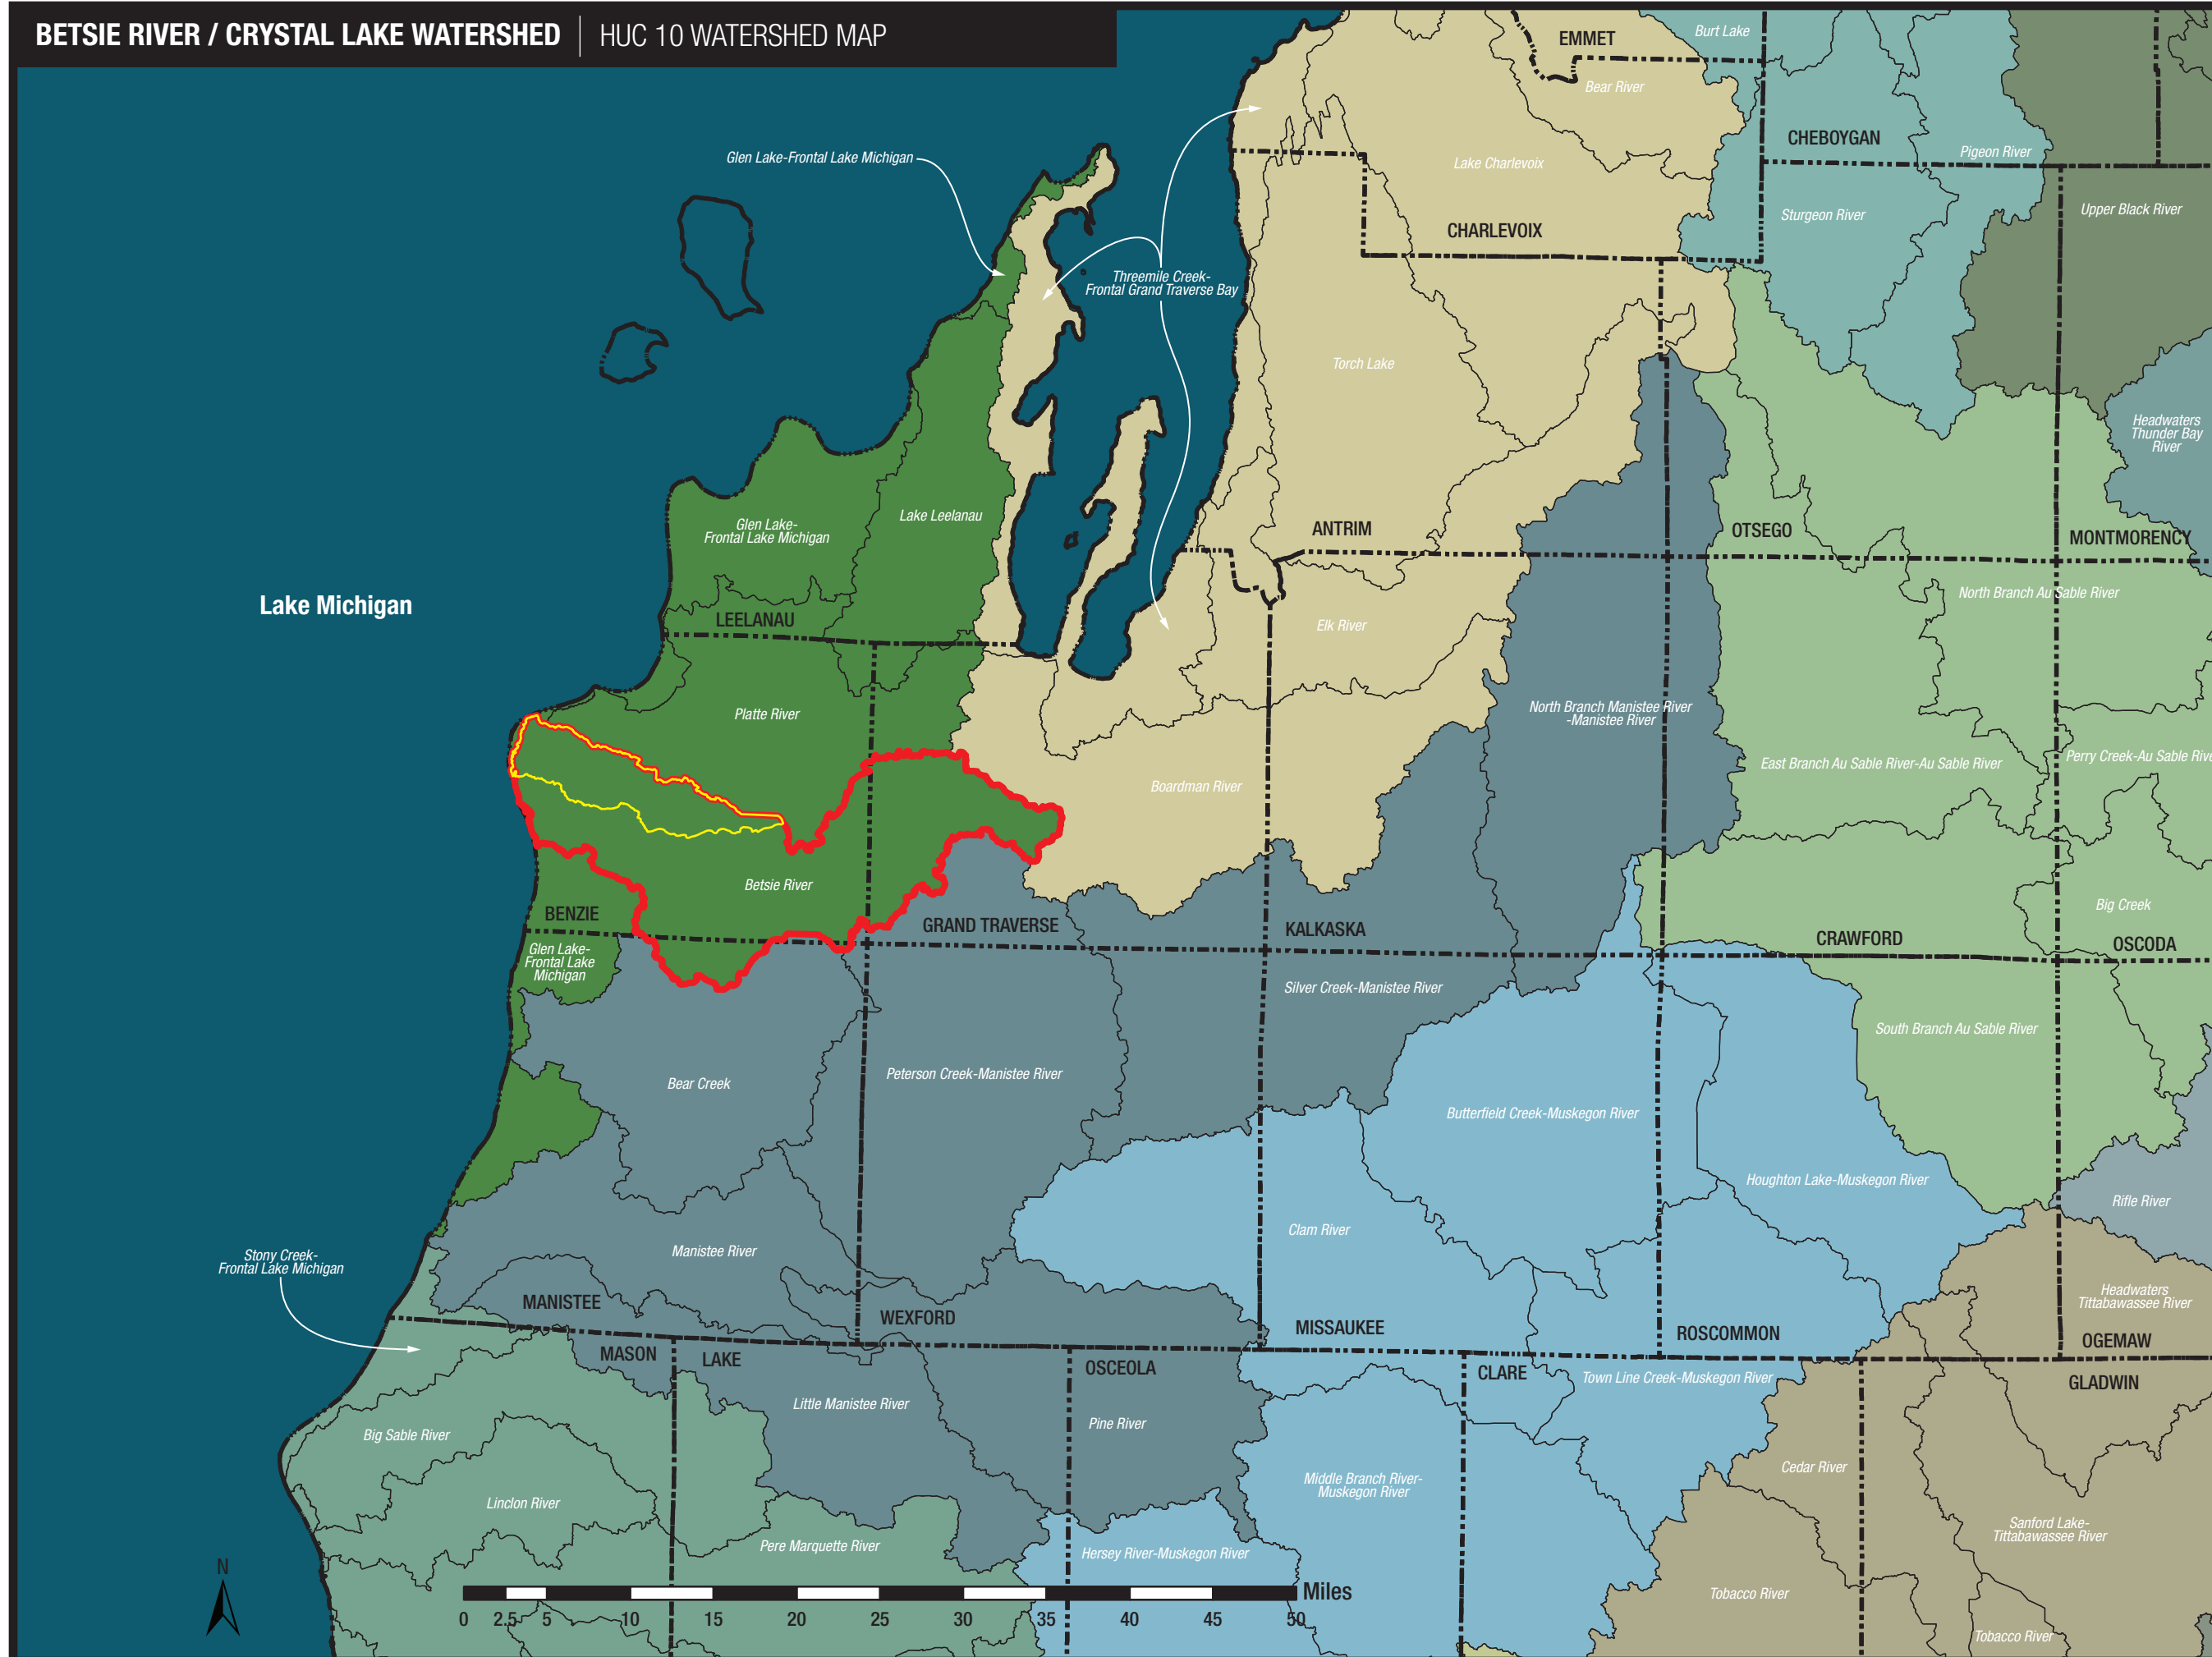 BETSIE RIVER / CRYSTAL LAKE WATERSHED | HUC 10 WATERSHED MAP
EMMET
Burt Lake
Bear River
CHEBOYGAN
Pigeon River
Glen Lake-Frontal Lake Michigan
Lake Charlevoix
Sturgeon River
Upper Black River
CHARLEVOIX
Threemile Creek-
Frontal Grand Traverse Bay
Torch Lake
Headwaters
Thunder Bay
River
Glen Lake-
Frontal Lake Michigan
Lake Leelanau
ANTRIM
OTSEGO
MONTMORENCY
North Branch Au Sable River
Lake Michigan
LEELANAU
Elk River
Platte River
North Branch Manistee River
-Manistee River
East Branch Au Sable River-Au Sable River
Perry Creek-Au Sable Rive
Boardman River
Betsie River
BENZIE
GRAND TRAVERSE
KALKASKA
CRAWFORD
Big Creek
OSCODA
Glen Lake-
Frontal Lake
Michigan
Silver Creek-Manistee River
South Branch Au Sable River
Bear Creek
Peterson Creek-Manistee River
Butterfield Creek-Muskegon River
Houghton Lake-Muskegon River
Rifle River
Clam River
Manistee River
Stony Creek-
Frontal Lake Michigan
Headwaters
Tittabawassee River
MANISTEE
WEXFORD
MISSAUKEE
ROSCOMMON
OGEMAW
MASON
LAKE
OSCEOLA
CLARE
Town Line Creek-Muskegon River
GLADWIN
Little Manistee River
Pine River
Big Sable River
Cedar River
Middle Branch River-
Muskegon River
Linclon River
Sanford Lake-
Tittabawassee River
Pere Marquette River
Hersey River-Muskegon River
N
Miles
Tobacco River
0 2.5 5 10 15 20 25 30 35 40 45 50
Tobacco River